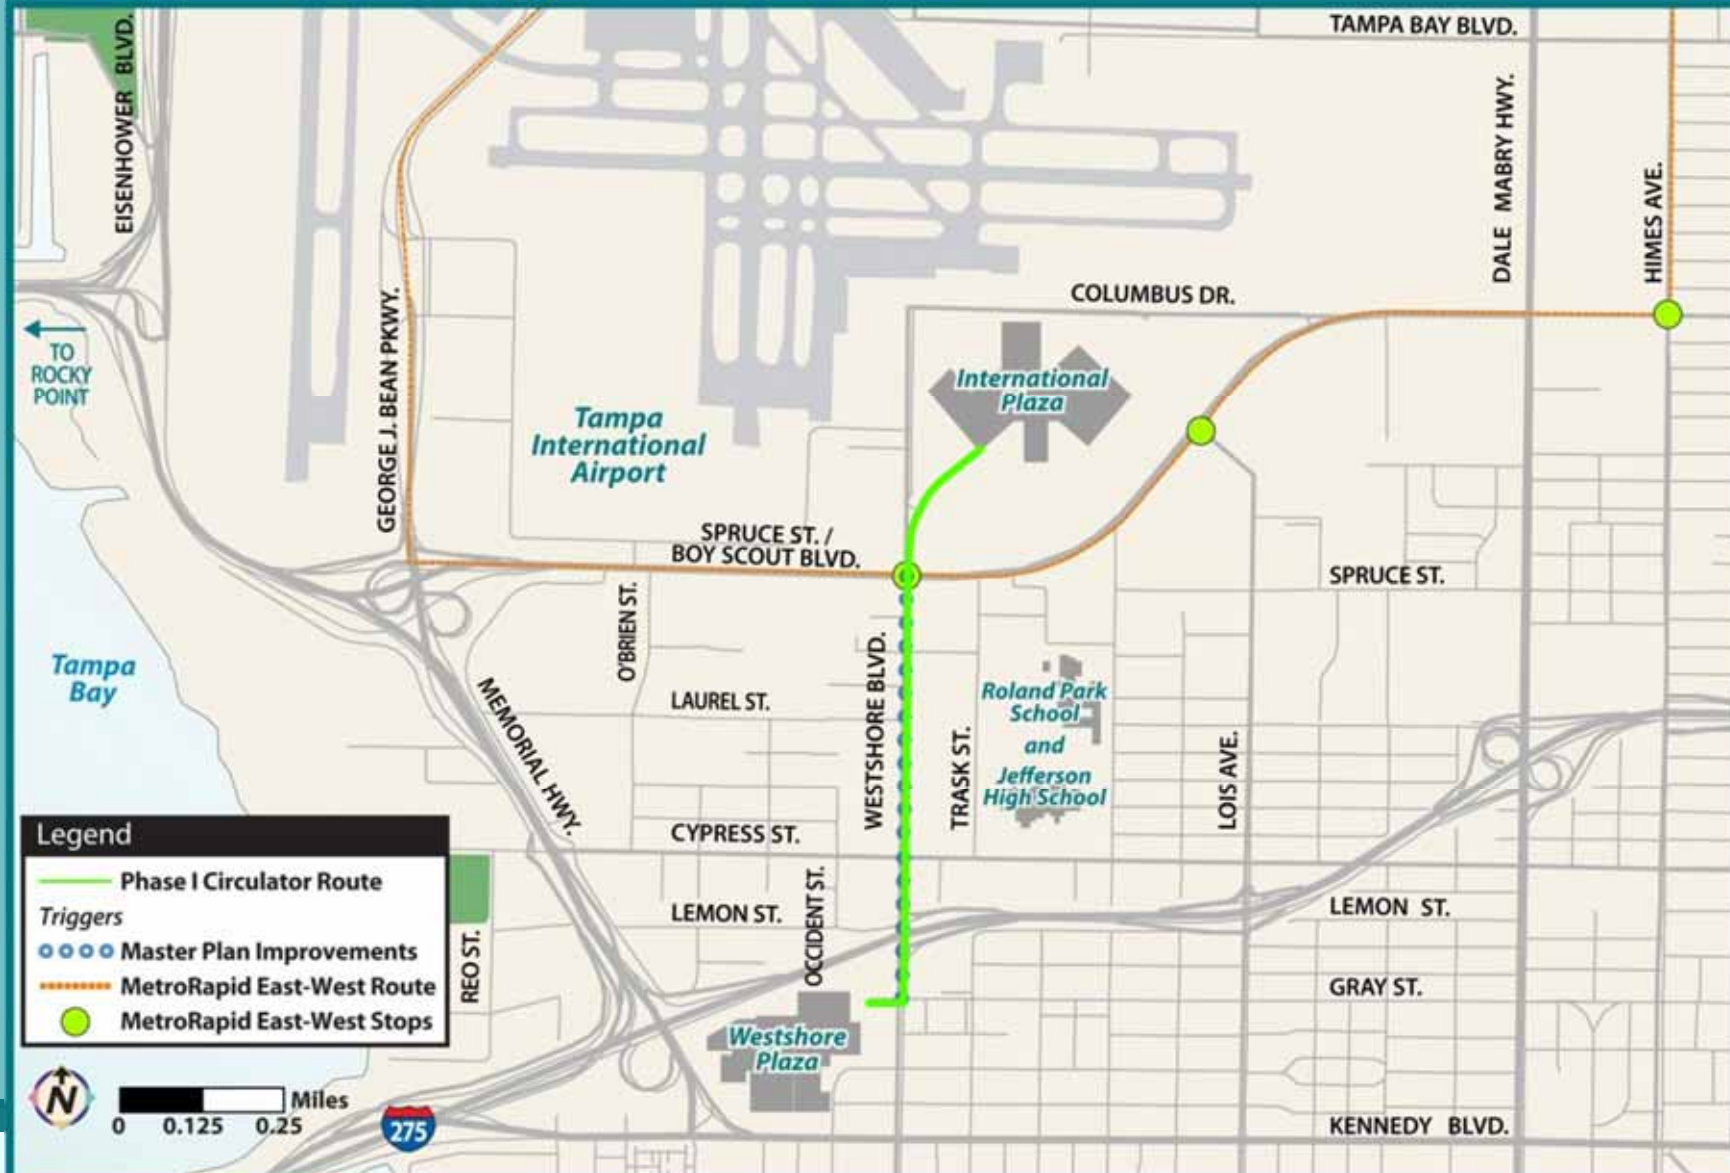 TAMPA BAY BLVD.
EISENHOWER BLVD.
DALE MABRY HWY.
HIMES AVE.
COLUMBUS DR.
GEORGE J. BEAN PKWY.
TO
ROCKY
POINT
International
Plaza
Tampa
International
Airport
SPRUCE ST. /
BOY SCOUT BLVD.
SPRUCE ST.
O'BRIEN ST.
WESTSHORE BLVD.
Tampa
Bay
MEMORIAL HWY.
LAUREL ST.
Roland Park
School
and
Jefferson
High School
TRASK ST.
LOIS AVE.
CYPRESS ST.
OCCIDENT ST.
LEMON ST.
LEMON ST.
REO ST.
GRAY ST.
Westshore
Plaza
KENNEDY BLVD.
Legend
Phase I Circulator Route
Triggers
Master Plan Improvements
MetroRapid East-West Route
MetroRapid East-West Stops
N
Miles
0 0.125 0.25
275